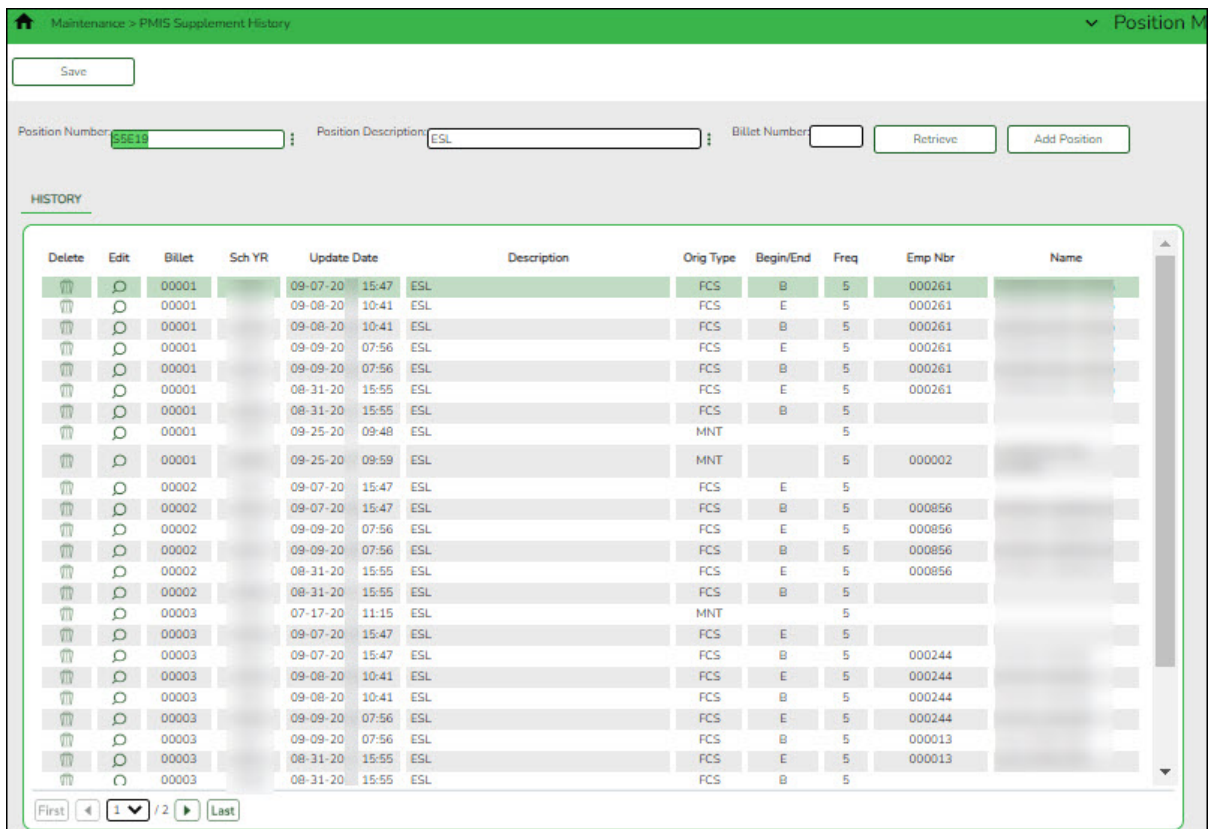 Maintenance > PMIS Supplement History Position M
Save
Position Number: S5E19 Position Description: ESL Billet Number: Retrieve Add Position
HISTORY
Delete Edit Billet Sch YR Update Date Description Orig Type Begin/End Freq Emp Nbr Name
00001 09-07-20 15:47 ESL FCS B 5 000261
00001 09-08-20 10:41 ESL FCS E 5 000261
00001 09-08-20 10:41 ESL FCS B 5 000261
00001 09-09-20 07:56 ESL FCS E 5 000261
00001 09-09-20 07:56 ESL FCS B 5 000261
00001 08-31-20 15:55 ESL FCS E 5 000261
00001 08-31-20 15:55 ESL FCS B 5
00001 09-25-20 09:48 ESL MNT 5
00001 09-25-20 09:59 ESL MNT 5 000002
00002 09-07-20 15:47 ESL FCS E 5
00002 09-07-20 15:47 ESL FCS B 5 000856
00002 09-09-20 07:56 ESL FCS E 5 000856
00002 09-09-20 07:56 ESL FCS B 5 000856
00002 08-31-20 15:55 ESL FCS E 5 000856
00002 08-31-20 15:55 ESL FCS B 5
00003 07-17-20 11:15 ESL MNT 5
00003 09-07-20 15:47 ESL FCS E 5
00003 09-07-20 15:47 ESL FCS B 5 000244
00003 09-08-20 10:41 ESL FCS E 5 000244
00003 09-08-20 10:41 ESL FCS B 5 000244
00003 09-09-20 07:56 ESL FCS E 5 000244
00003 09-09-20 07:56 ESL FCS B 5 000013
00003 08-31-20 15:55 ESL FCS E 5 000013
00003 08-31-20 15:55 ESL FCS B 5
First 1 / 2 Last